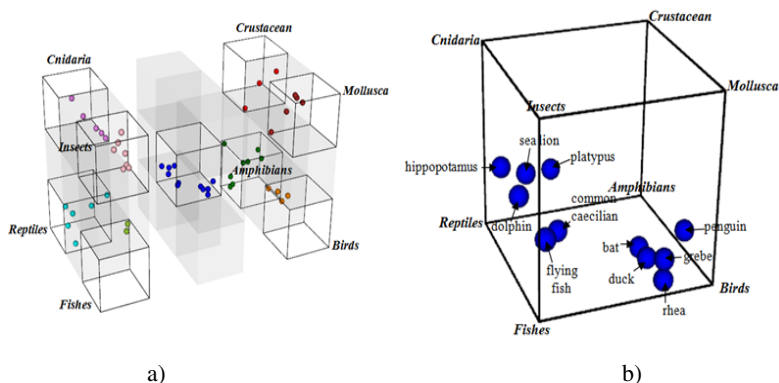 Crustacean
Cnidaria
Mollusca
Insects
Amphibians
Reptiles
Birds
Fishes
a)
Crustacean
Cnidaria
Mollusca
Insects
sea lion
platypus
hippopotamus
Amphibians
common
caecilian
Reptiles
dolphin
penguin
bat
grebe
flying
fish
duck
Birds
rhea
Fishes
b)